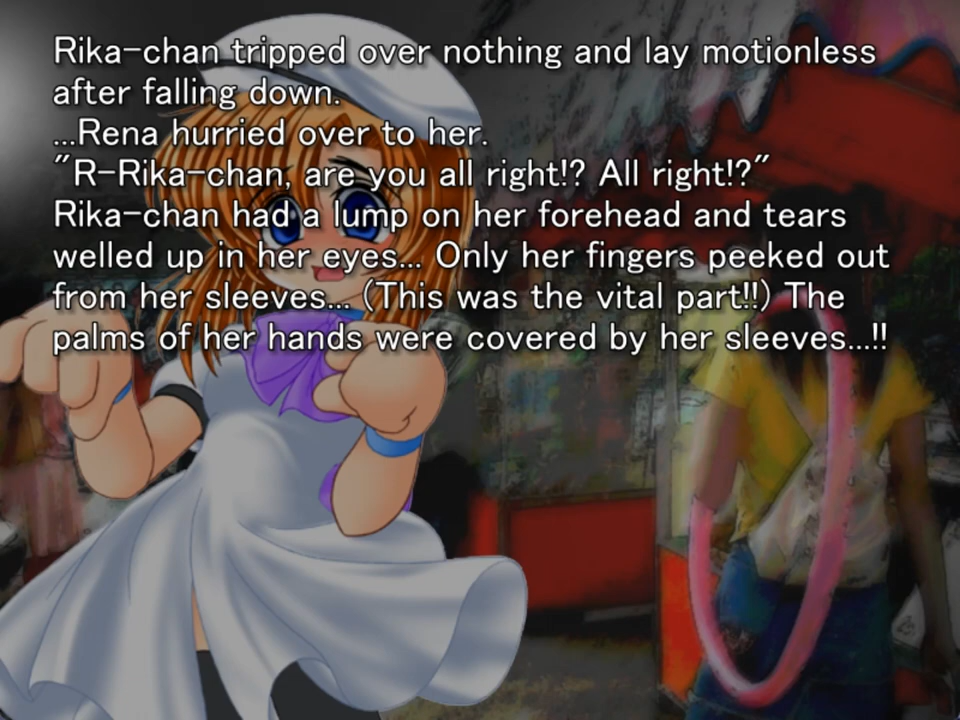 Rika-chan tripped over nothing and lay motionless
after falling down.
...Rena hurried over to her.
"R-Rika-chan, are you all right!? All right!?"
Rika-chan had a lump on her forehead and tears
welled up in her eyes... Only her fingers peeked out
from her sleeves... (This was the vital part!!) The
palms of her hands were covered by her sleeves...!!